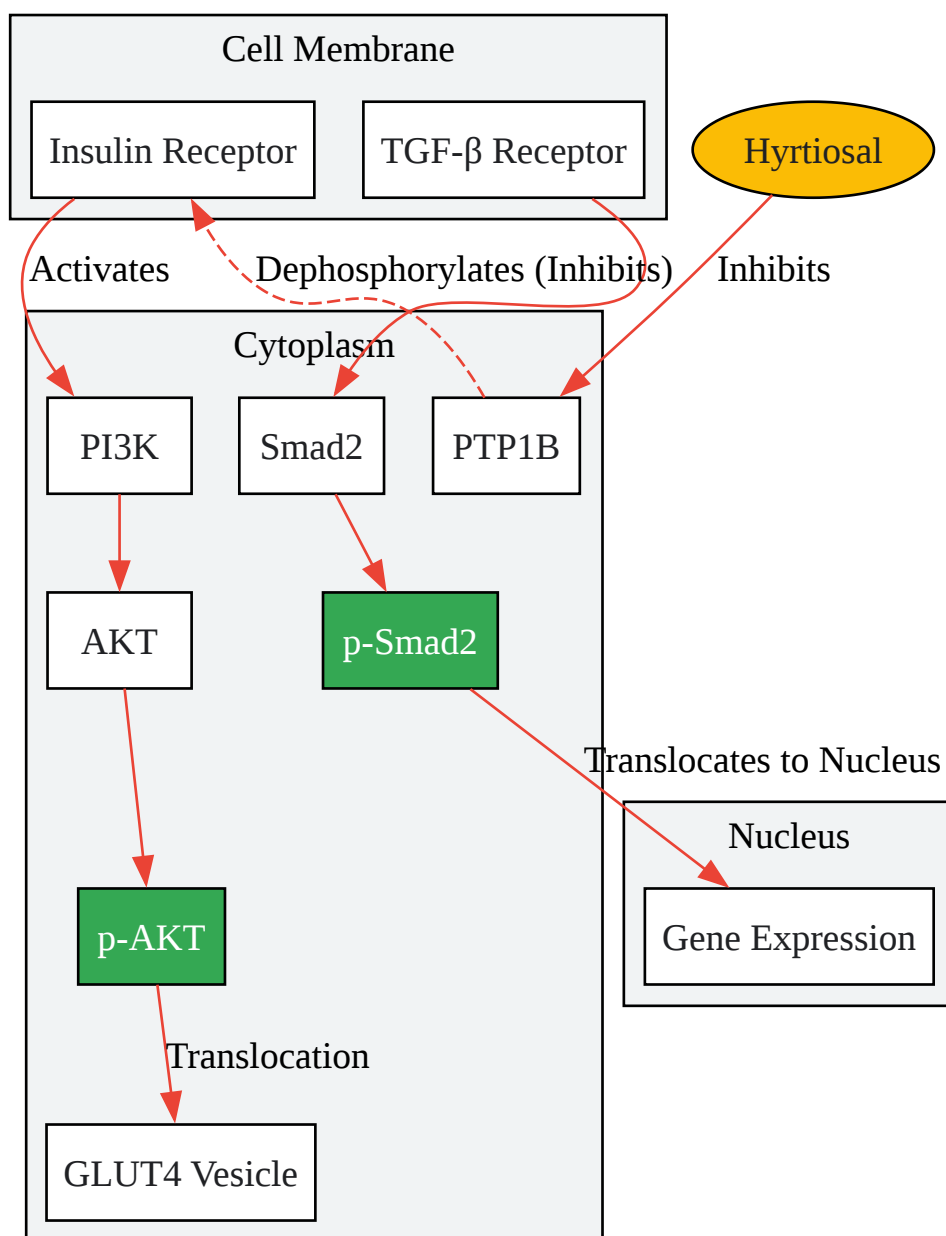 Cell Membrane
Insulin Receptor
TGF-β Receptor
Hyrtiosal
Activates
Dephosphorylates (Inhibits)
Inhibits
Cytoplasm
PI3K
Smad2
PTP1B
AKT
p-Smad2
Translocates to Nucleus
Nucleus
p-AKT
Gene Expression
Translocation
GLUT4 Vesicle